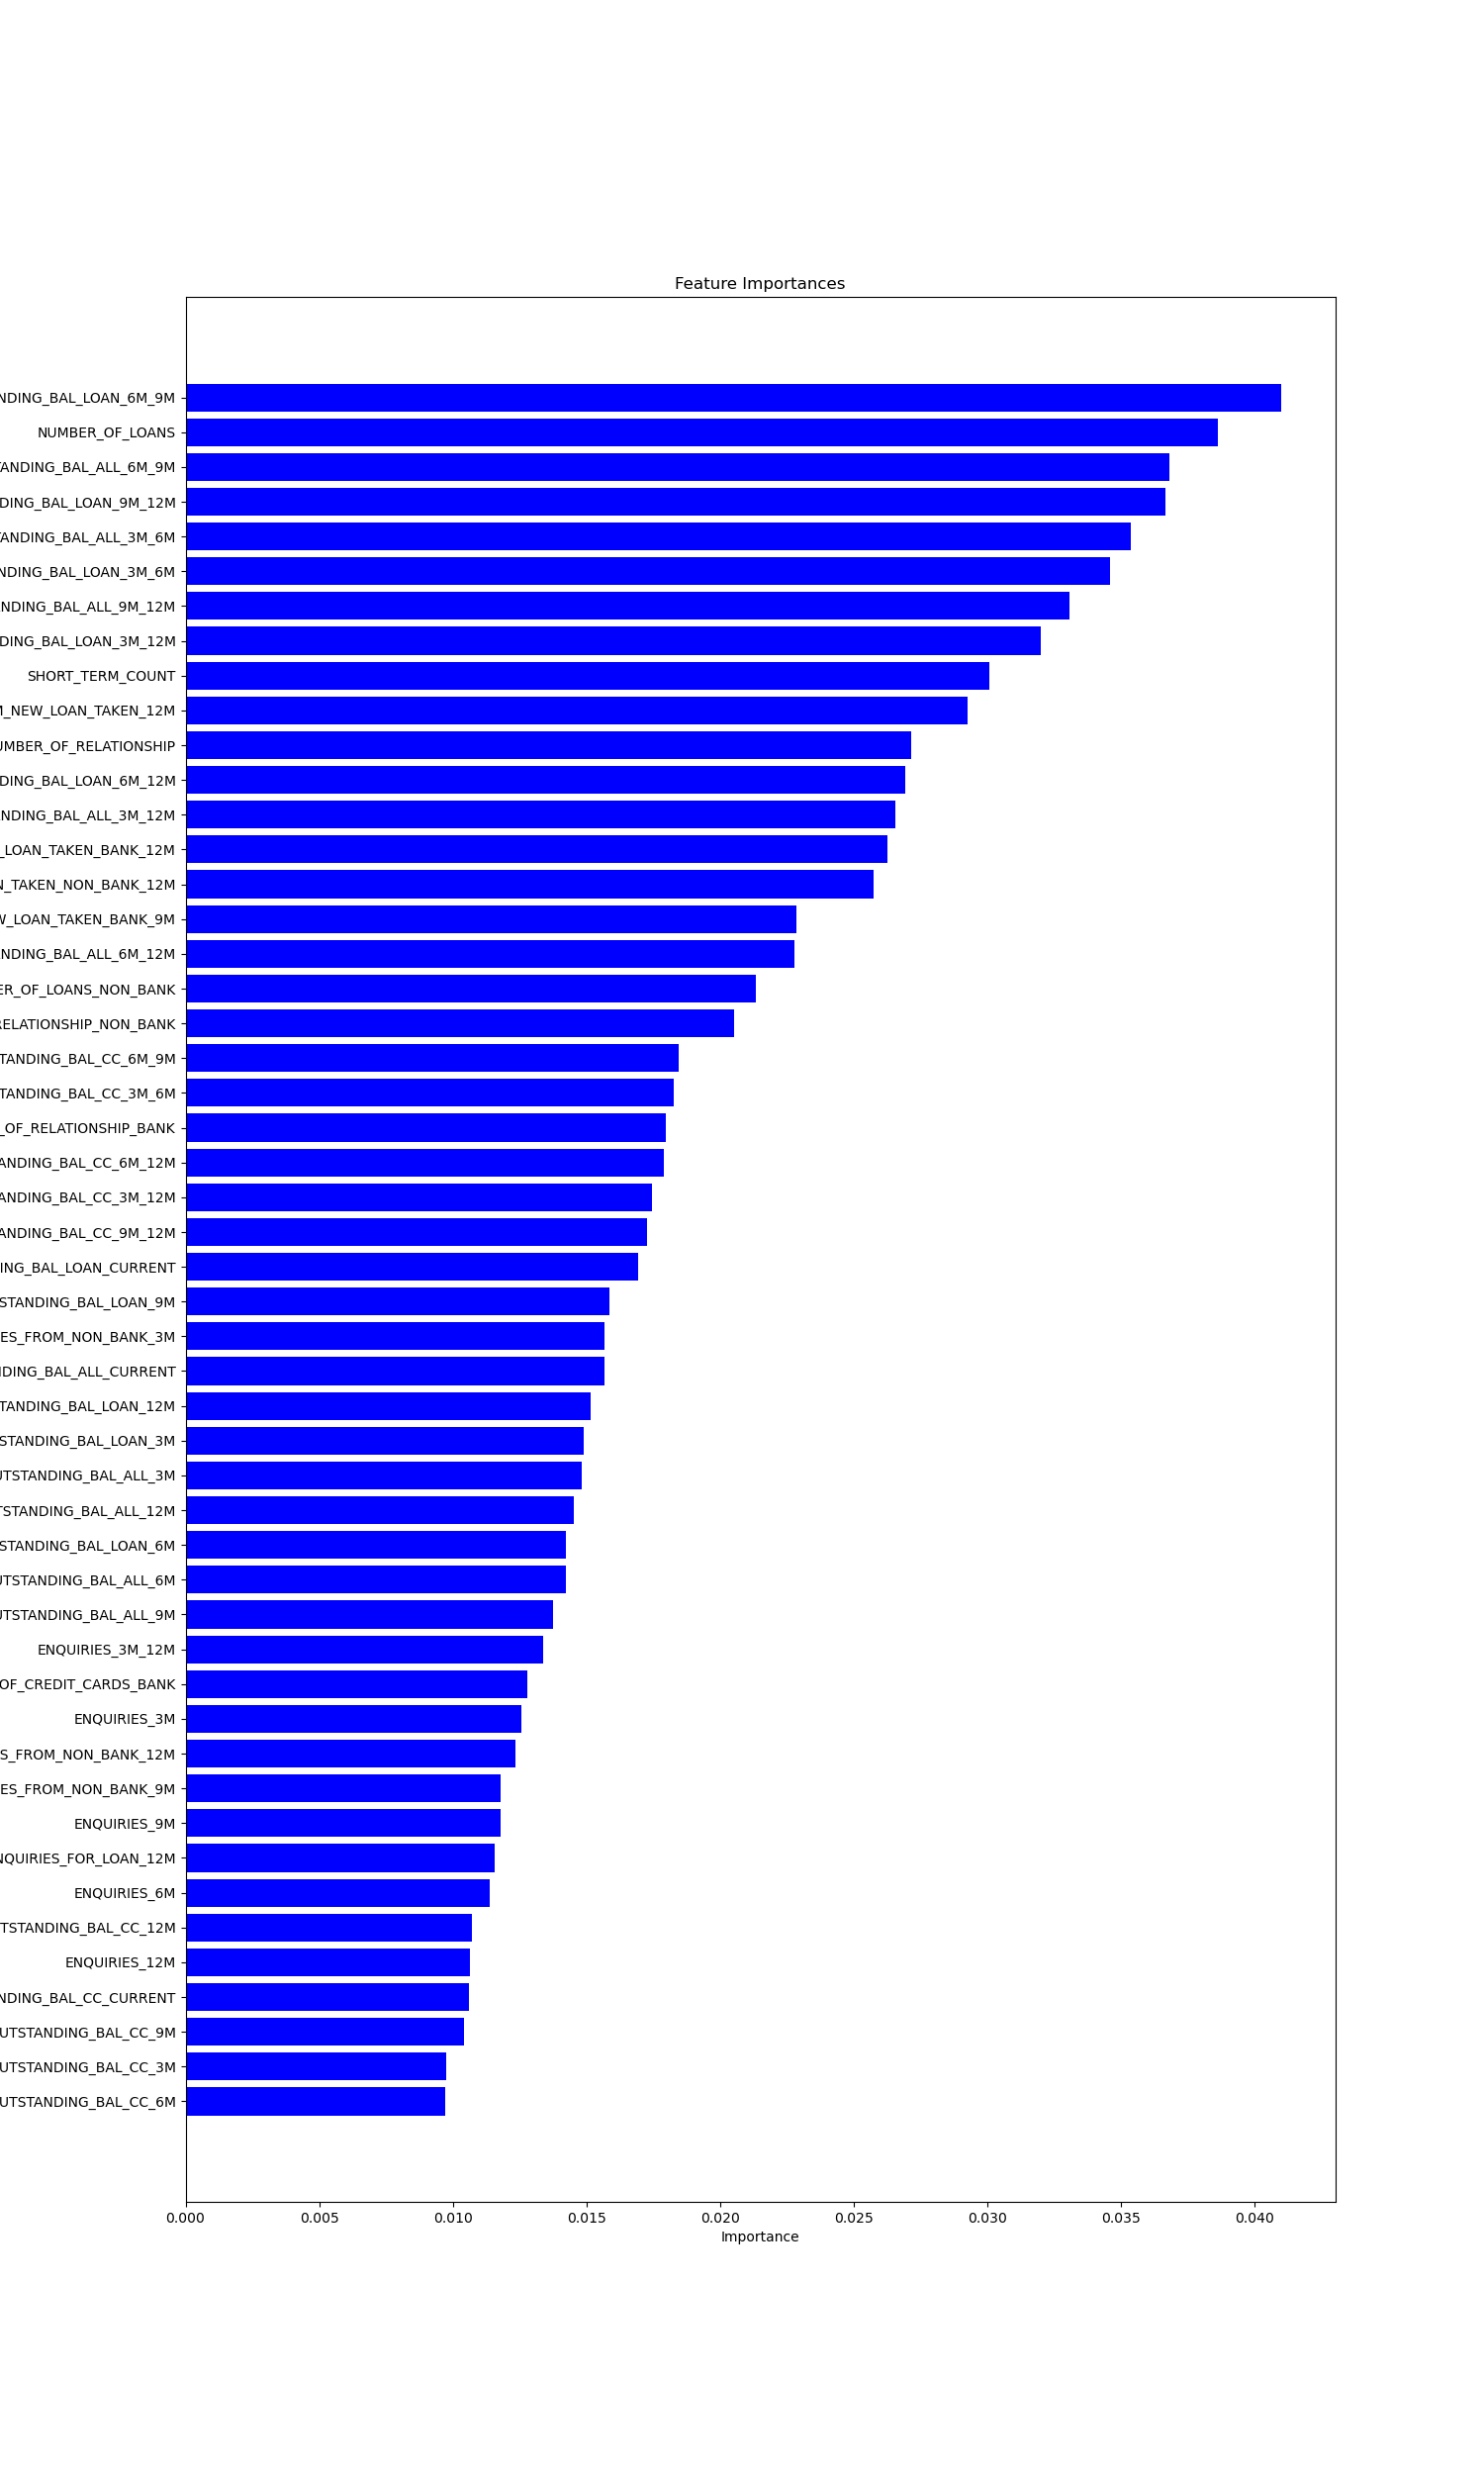 Feature Importances
NDING_BAL_LOAN_6M_9M
NUMBER_OF_LOANS
TANDING_BAL_ALL_6M_9M
DING_BAL_LOAN_9M_12M
TANDING_BAL_ALL_3M_6M
NDING_BAL_LOAN_3M_6M
NDING_BAL_ALL_9M_12M
DING_BAL_LOAN_3M_12M
SHORT_TERM_COUNT
M_NEW_LOAN_TAKEN_12M
UMBER_OF_RELATIONSHIP
DING_BAL_LOAN_6M_12M
NDING_BAL_ALL_3M_12M
_LOAN_TAKEN_BANK_12M
N_TAKEN_NON_BANK_12M
W_LOAN_TAKEN_BANK_9M
NDING_BAL_ALL_6M_12M
ER_OF_LOANS_NON_BANK
RELATIONSHIP_NON_BANK
TANDING_BAL_CC_6M_9M
TANDING_BAL_CC_3M_6M
_OF_RELATIONSHIP_BANK
ANDING_BAL_CC_6M_12M
ANDING_BAL_CC_3M_12M
ANDING_BAL_CC_9M_12M
ING_BAL_LOAN_CURRENT
STANDING_BAL_LOAN_9M
ES_FROM_NON_BANK_3M
NDING_BAL_ALL_CURRENT
TANDING_BAL_LOAN_12M
STANDING_BAL_LOAN_3M
UTSTANDING_BAL_ALL_3M
TSTANDING_BAL_ALL_12M
STANDING_BAL_LOAN_6M
UTSTANDING_BAL_ALL_6M
UTSTANDING_BAL_ALL_9M
ENQUIRIES_3M_12M
OF_CREDIT_CARDS_BANK
ENQUIRIES_3M
S_FROM_NON_BANK_12M
ES_FROM_NON_BANK_9M
ENQUIRIES_9M
NQUIRIES_FOR_LOAN_12M
ENQUIRIES_6M
TSTANDING_BAL_CC_12M
ENQUIRIES_12M
NDING_BAL_CC_CURRENT
UTSTANDING_BAL_CC_9M
UTSTANDING_BAL_CC_3M
UTSTANDING_BAL_CC_6M
0.000 0.005 0.010 0.015 0.020 0.025 0.030 0.035 0.040
Importance